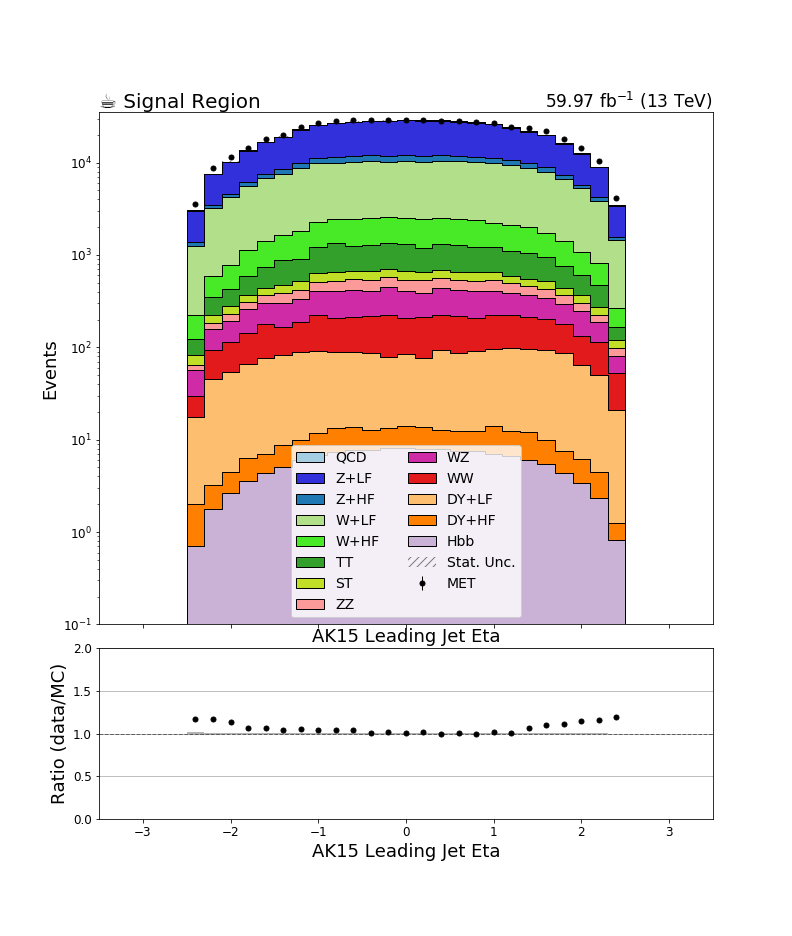 ☕ Signal Region 59.97 fb⁻¹ (13 TeV)
Events
10⁴
10³
10²
10¹
10⁰
10⁻¹
QCD
Z+LF
Z+HF
W+LF
W+HF
TT
ST
ZZ
WZ
WW
DY+LF
DY+HF
Hbb
Stat. Unc.
MET
AK15 Leading Jet Eta
Ratio (data/MC)
2.0
1.5
1.0
0.5
0.0
−3 −2 −1 0 1 2 3
AK15 Leading Jet Eta